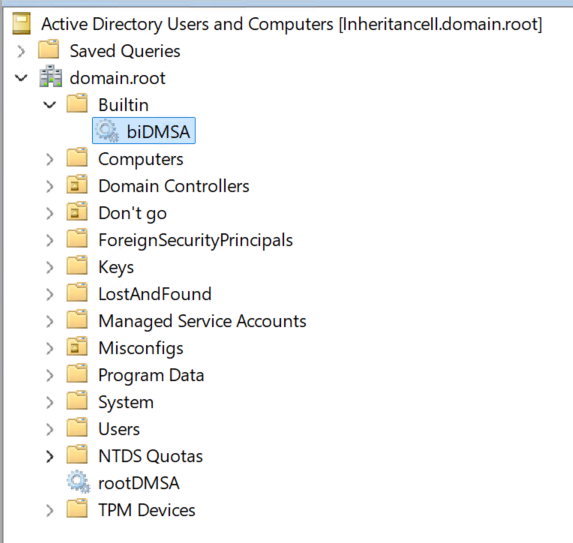 Active Directory Users and Computers [Inheritancell.domain.root]
Saved Queries
domain.root
Builtin
biDMSA
Computers
Domain Controllers
Don't go
ForeignSecurityPrincipals
Keys
LostAndFound
Managed Service Accounts
Misconfigs
Program Data
System
Users
NTDS Quotas
rootDMSA
TPM Devices